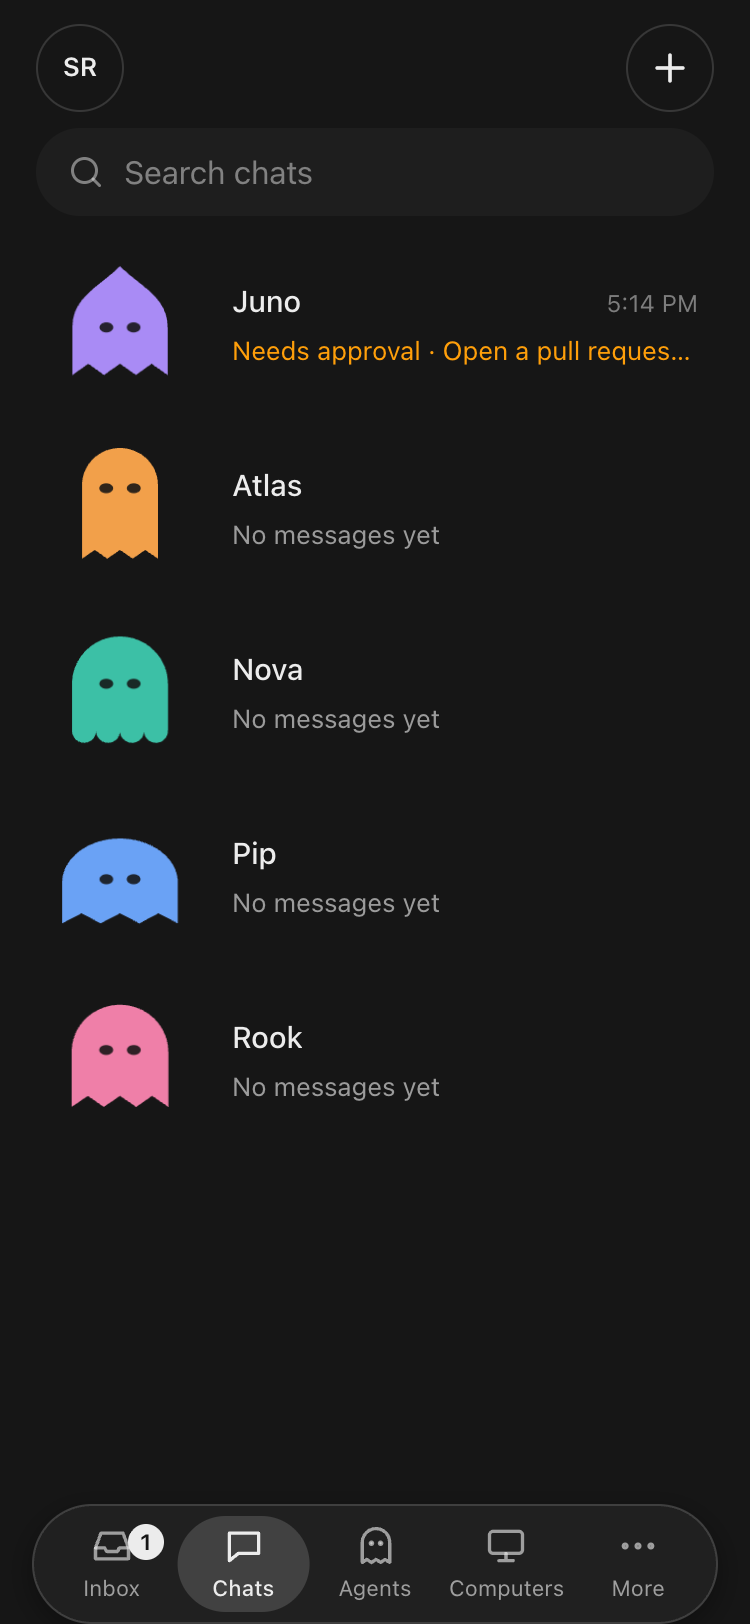 SR
Search chats
Juno
5:14 PM
Needs approval · Open a pull reques...
Atlas
No messages yet
Nova
No messages yet
Pip
No messages yet
Rook
No messages yet
1
Inbox
Chats
Agents
Computers
More